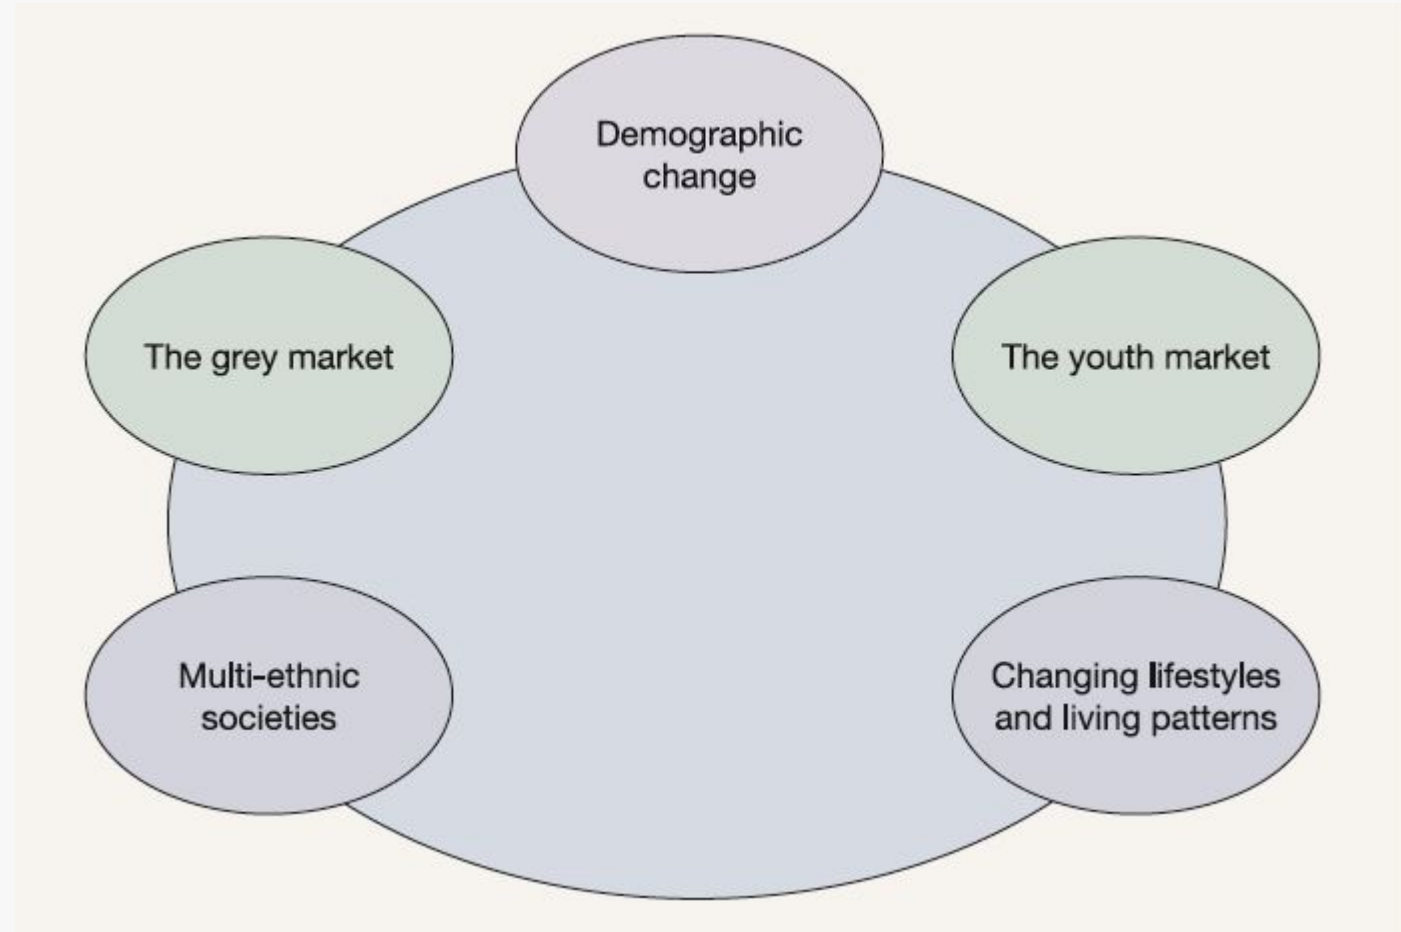 Demographic
change
The grey market
The youth market
Multi-ethnic
societies
Changing lifestyles
and living patterns